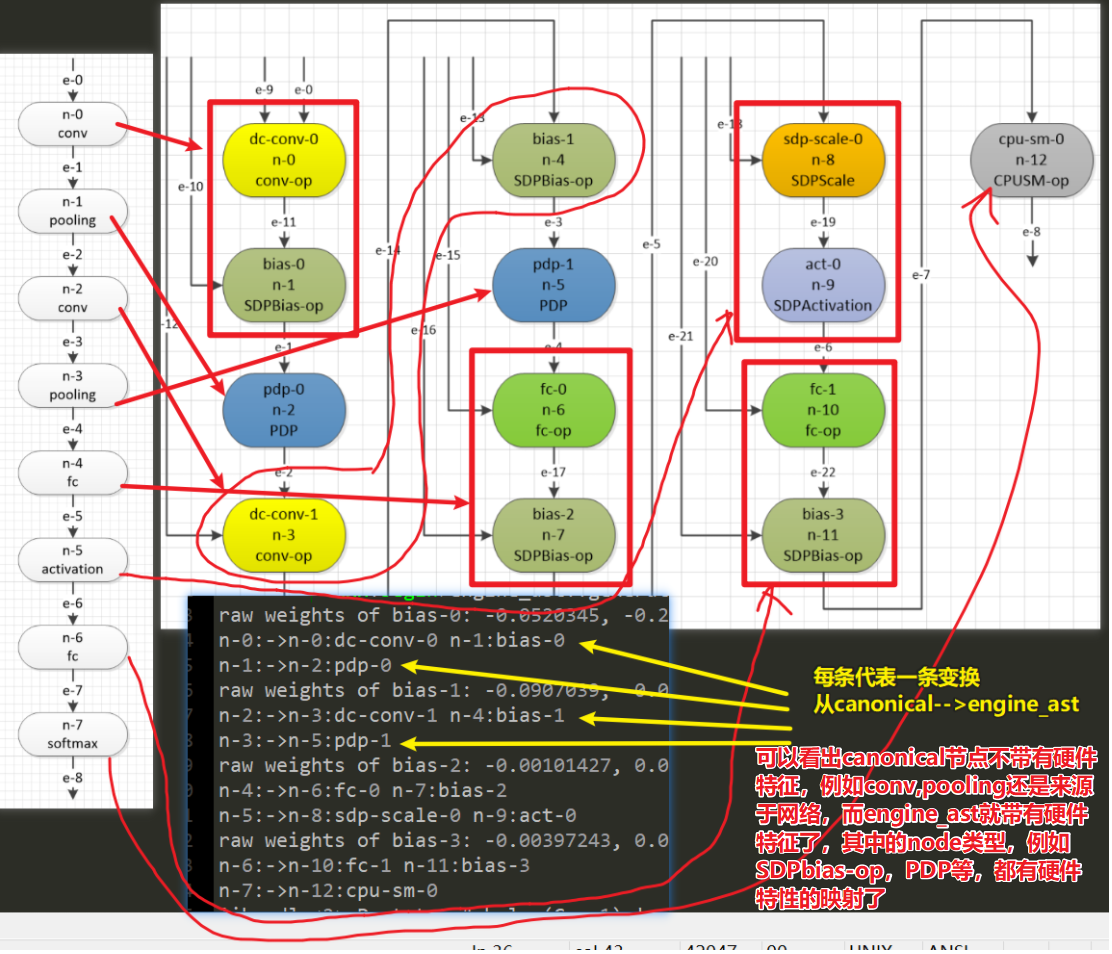 e-0
n-0
conv
e-1
n-1
pooling
e-2
n-2
conv
e-3
n-3
pooling
e-4
n-4
fc
e-5
n-5
activation
e-6
n-6
fc
e-7
n-7
softmax
e-8
e-9
e-0
dc-conv-0
n-0
conv-op
e-10
e-11
bias-0
n-1
SDPBias-op
e-1
pdp-0
n-2
PDP
e-2
e-12
dc-conv-1
n-3
conv-op
e-14
e-13
bias-1
n-4
SDPBias-op
e-3
e-15
pdp-1
n-5
PDP
e-16
e-4
fc-0
n-6
fc-op
e-17
bias-2
n-7
SDPBias-op
e-5
e-18
sdp-scale-0
n-8
SDPScale
e-19
e-20
act-0
n-9
SDPActivation
e-21
e-6
fc-1
n-10
fc-op
e-22
bias-3
n-11
SDPBias-op
e-7
cpu-sm-0
n-12
CPUSM-op
e-8
raw weights of bias-0: -0.0520345, -0.2
n-0:->n-0:dc-conv-0 n-1:bias-0
n-1:->n-2:pdp-0
raw weights of bias-1: -0.0907039, 0.0
n-2:->n-3:dc-conv-1 n-4:bias-1
n-3:->n-5:pdp-1
raw weights of bias-2: -0.00101427, 0.0
n-4:->n-6:fc-0 n-7:bias-2
n-5:->n-8:sdp-scale-0 n-9:act-0
raw weights of bias-3: -0.00397243, 0.0
n-6:->n-10:fc-1 n-11:bias-3
n-7:->n-12:cpu-sm-0
每条代表一条变换
从canonical-->engine_ast
可以看出canonical节点不带有硬件
特征，例如conv,pooling还是来源
于网络，而engine_ast就带有硬件
特征了，其中的node类型，例如
SDPbias-op，PDP等，都有硬件
特性的映射了